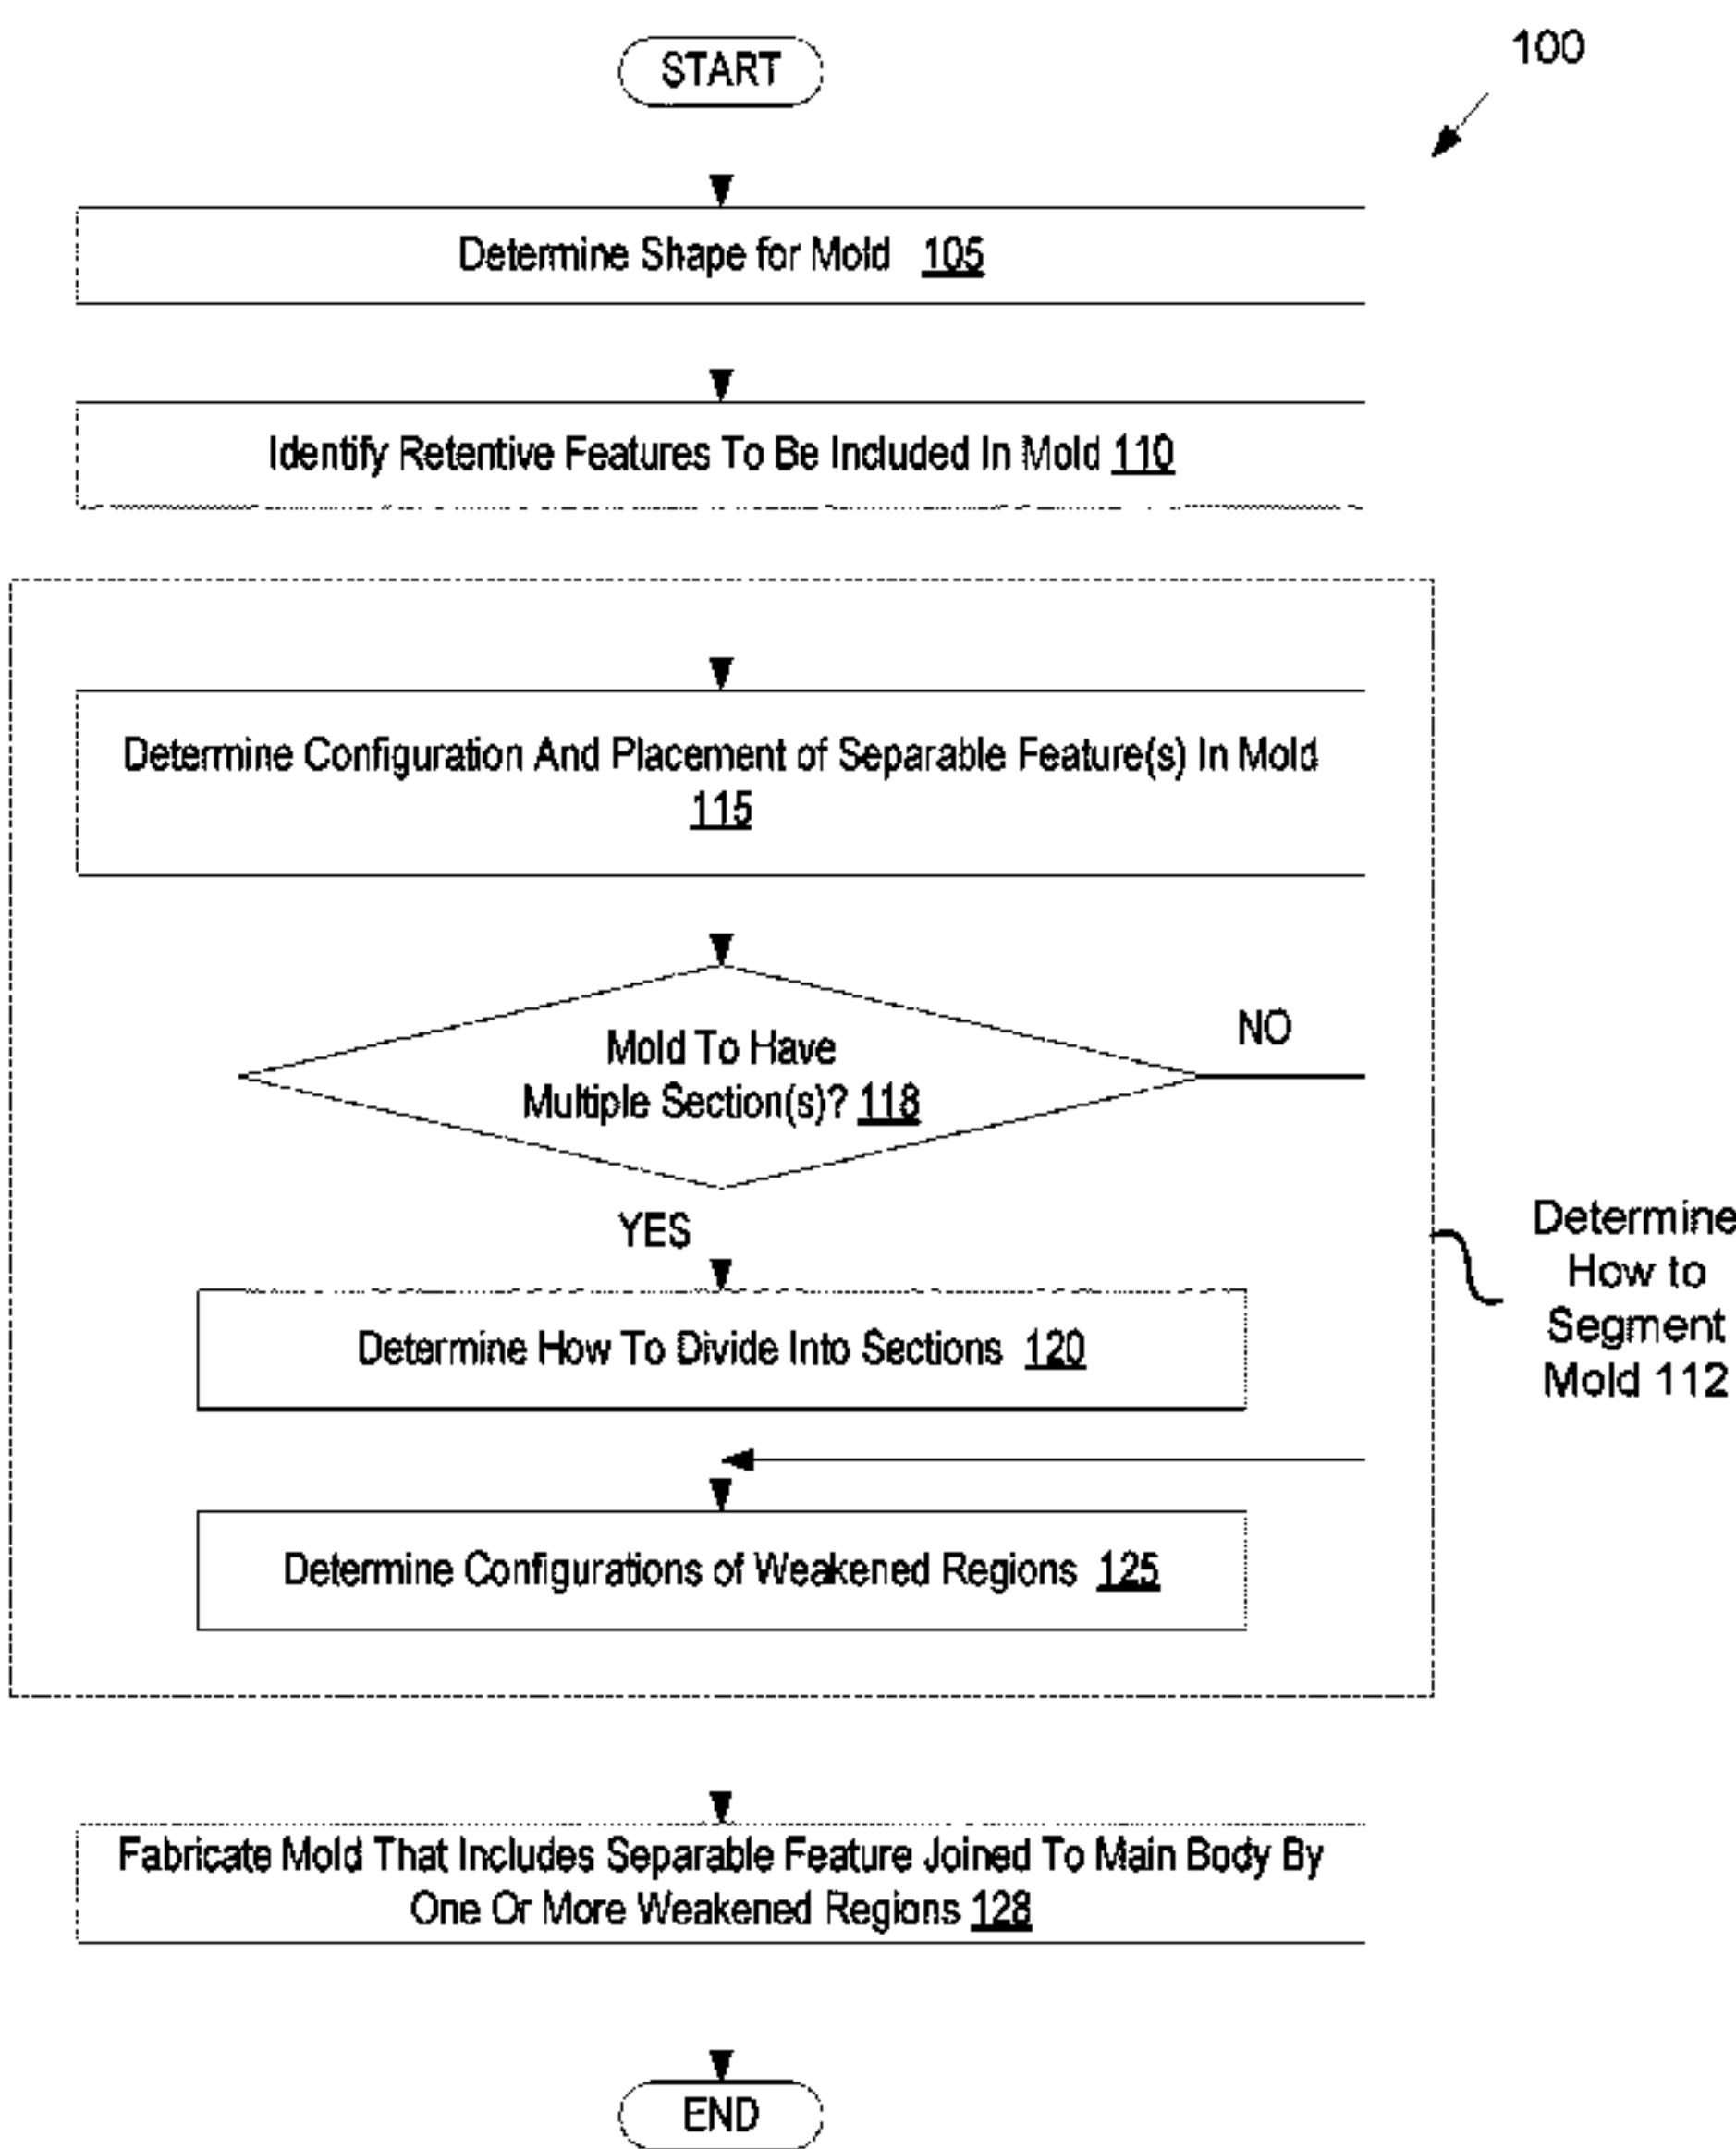 START
100
Determine Shape for Mold 105
Identify Retentive Features To Be Included In Mold 110
Determine Configuration And Placement of Separable Feature(s) In Mold
115
Mold To Have
Multiple Section(s)? 118
NO
YES
Determine How To Divide Into Sections 120
Determine Configurations of Weakened Regions 125
Determine
How to
Segment
Mold 112
Fabricate Mold That Includes Separable Feature Joined To Main Body By
One Or More Weakened Regions 128
END